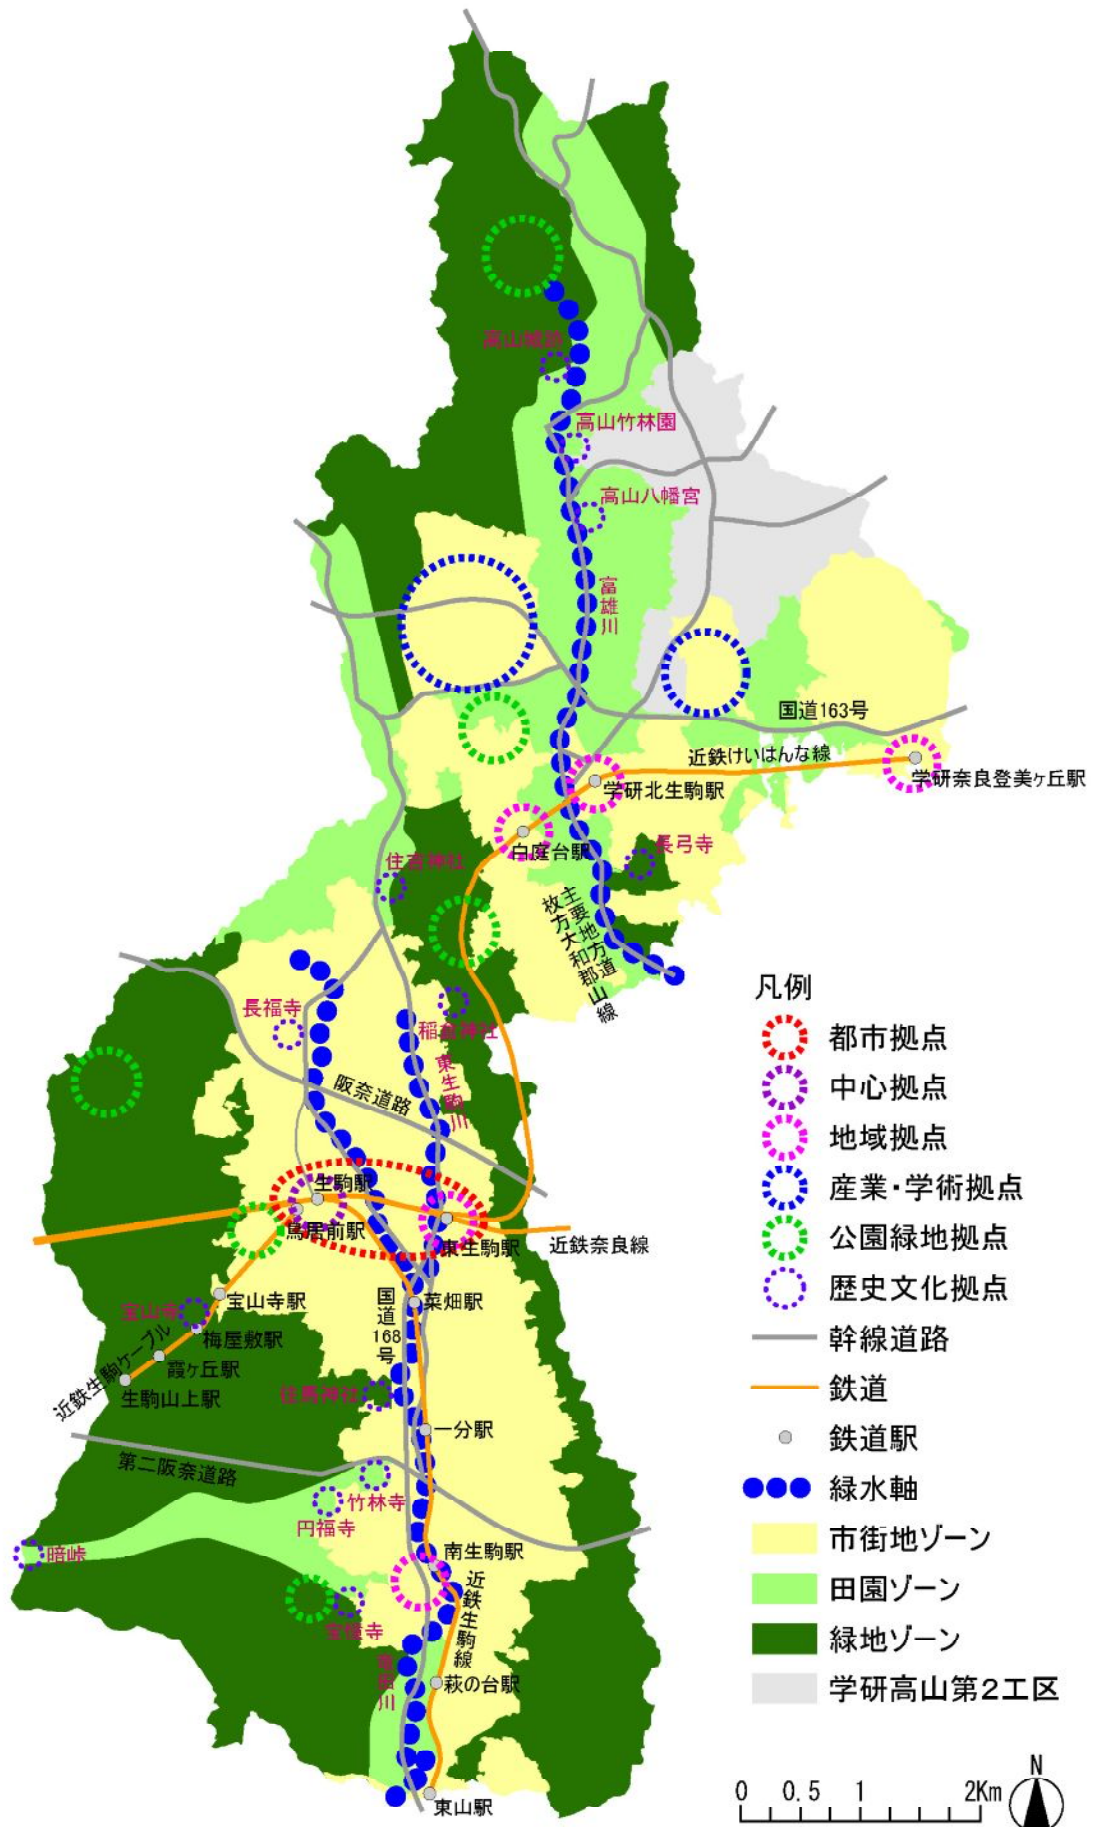 高山城跡
高山竹林園
高山八幡宮
富雄川
国道163号
近鉄けいはんな線
学研奈良登美ヶ丘駅
学研北生駒駅
白庭台駅
長弓寺
住吉神社
主要地方道
枚方大和郡山線
長福寺
稲倉神社
東生駒川
阪奈道路
生駒駅
鳥居前駅
東生駒駅
近鉄奈良線
宝山寺駅
国道168号
菜畑駅
宝山寺
梅屋敷駅
近鉄生駒ケーブル
霞ヶ丘駅
生駒山上駅
往馬神社
一分駅
第二阪奈道路
竹林寺
円福寺
暗峠
南生駒駅
近鉄生駒線
宝憧寺
竜田川
萩の台駅
東山駅
凡例
都市拠点
中心拠点
地域拠点
産業・学術拠点
公園緑地拠点
歴史文化拠点
幹線道路
鉄道
鉄道駅
緑水軸
市街地ゾーン
田園ゾーン
緑地ゾーン
学研高山第2工区
N
0 0.5 1 2Km